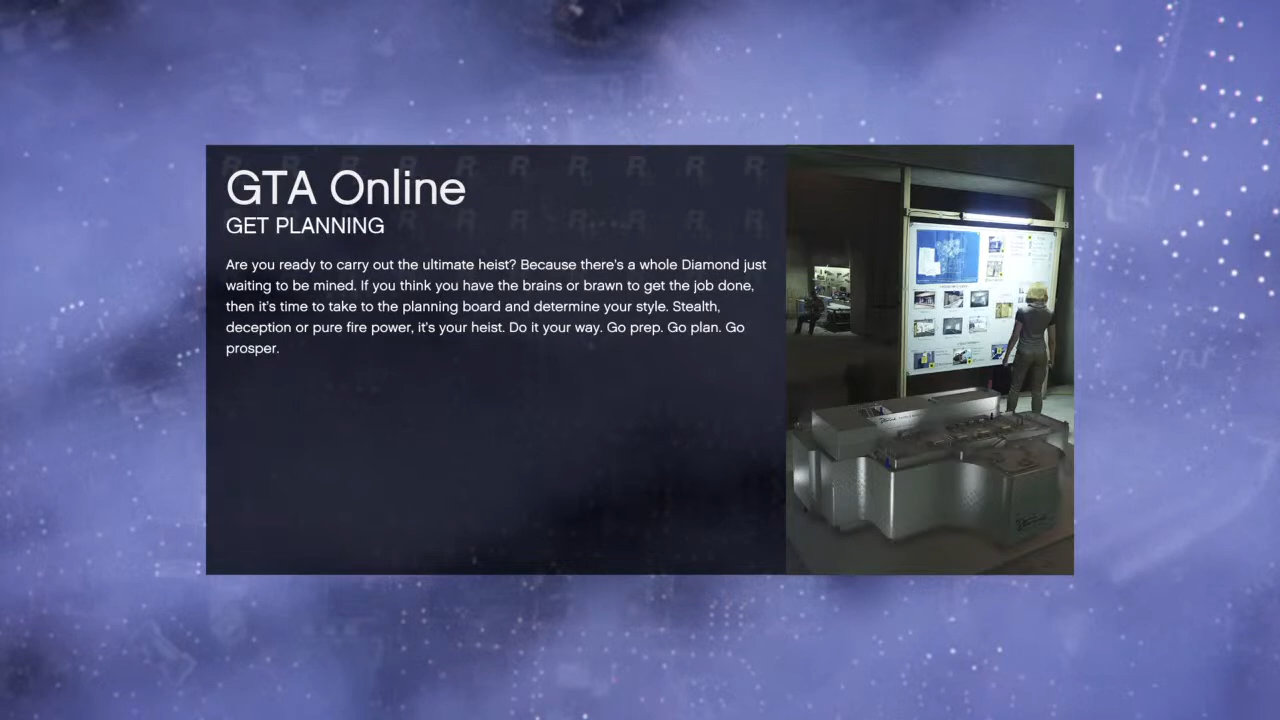 GTA Online
GET PLANNING
Are you ready to carry out the ultimate heist? Because there's a whole Diamond just
waiting to be mined. If you think you have the brains or brawn to get the job done,
then it's time to take to the planning board and determine your style. Stealth,
deception or pure fire power, it's your heist. Do it your way. Go prep. Go plan. Go
prosper.